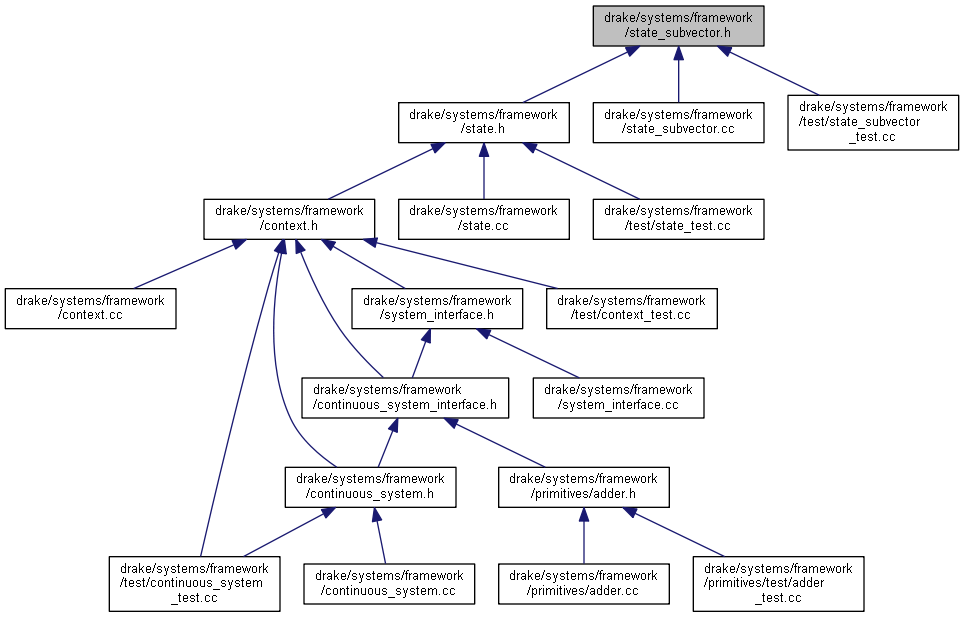 drake/systems/framework
/state_subvector.h
drake/systems/framework
/state.h
drake/systems/framework
/state_subvector.cc
drake/systems/framework
/test/state_subvector
_test.cc
drake/systems/framework
/context.h
drake/systems/framework
/state.cc
drake/systems/framework
/test/state_test.cc
drake/systems/framework
/context.cc
drake/systems/framework
/system_interface.h
drake/systems/framework
/test/context_test.cc
drake/systems/framework
/continuous_system_interface.h
drake/systems/framework
/system_interface.cc
drake/systems/framework
/continuous_system.h
drake/systems/framework
/primitives/adder.h
drake/systems/framework
/test/continuous_system
_test.cc
drake/systems/framework
/continuous_system.cc
drake/systems/framework
/primitives/adder.cc
drake/systems/framework
/primitives/test/adder
_test.cc